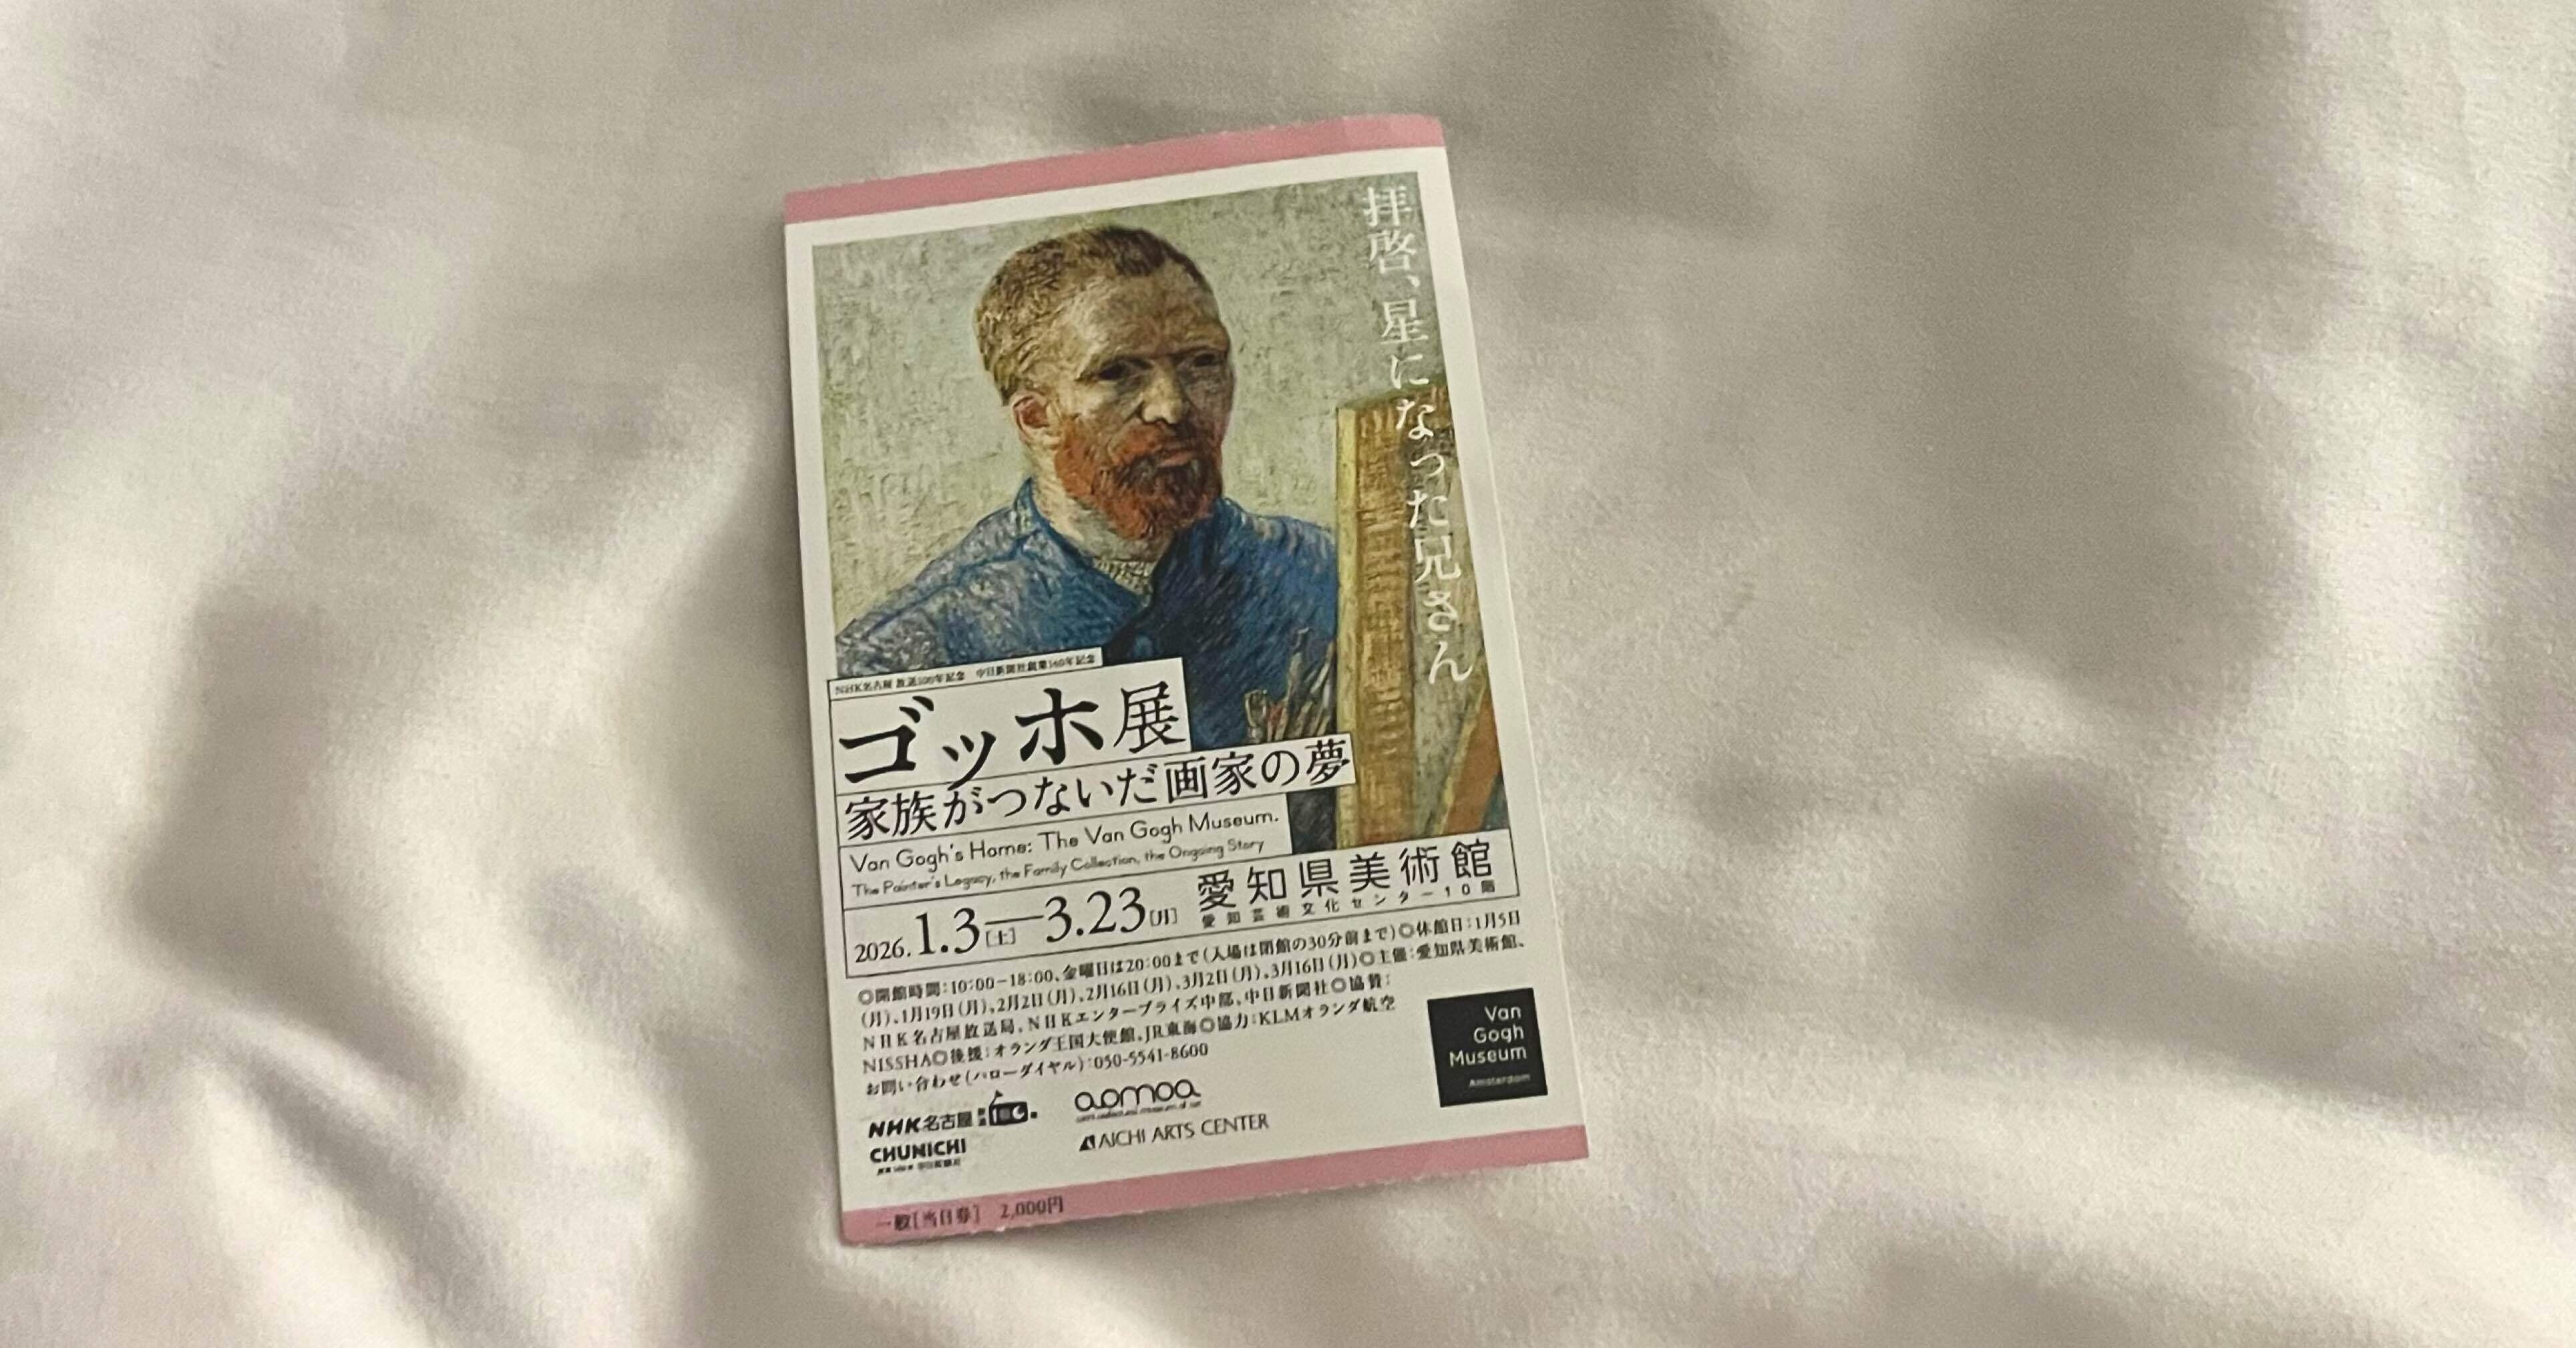 拝啓、星になった兄さん
NHK名古屋 放送100年記念 中日新聞社創業140年記念
ゴッホ展
家族がつないだ画家の夢
Van Gogh's Home: The Van Gogh Museum.
The Painter's Legacy, the Family Collection, the Ongoing Story
2026.1.3[土]—3.23[月]
愛知県美術館
愛知芸術文化センター10階
◎開館時間：10:00−18:00、金曜日は20:00まで(入場は閉館の30分前まで)◎休館日：1月5日
(月)、1月19日(月)、2月2日(月)、2月16日(月)、3月2日(月)、3月16日(月)◎主催：愛知県美術館、
NHK名古屋放送局、NHKエンタープライズ中部、中日新聞社◎協賛：
NISSHA◎後援：オランダ王国大使館、JR東海◎協力：KLMオランダ航空
お問い合わせ(ハローダイヤル)：050-5541-8600
NHK名古屋
CHUNICHI
aomoa
AICHI ARTS CENTER
Van
Gogh
Museum
Amsterdam
一般[当日券] 2,000円